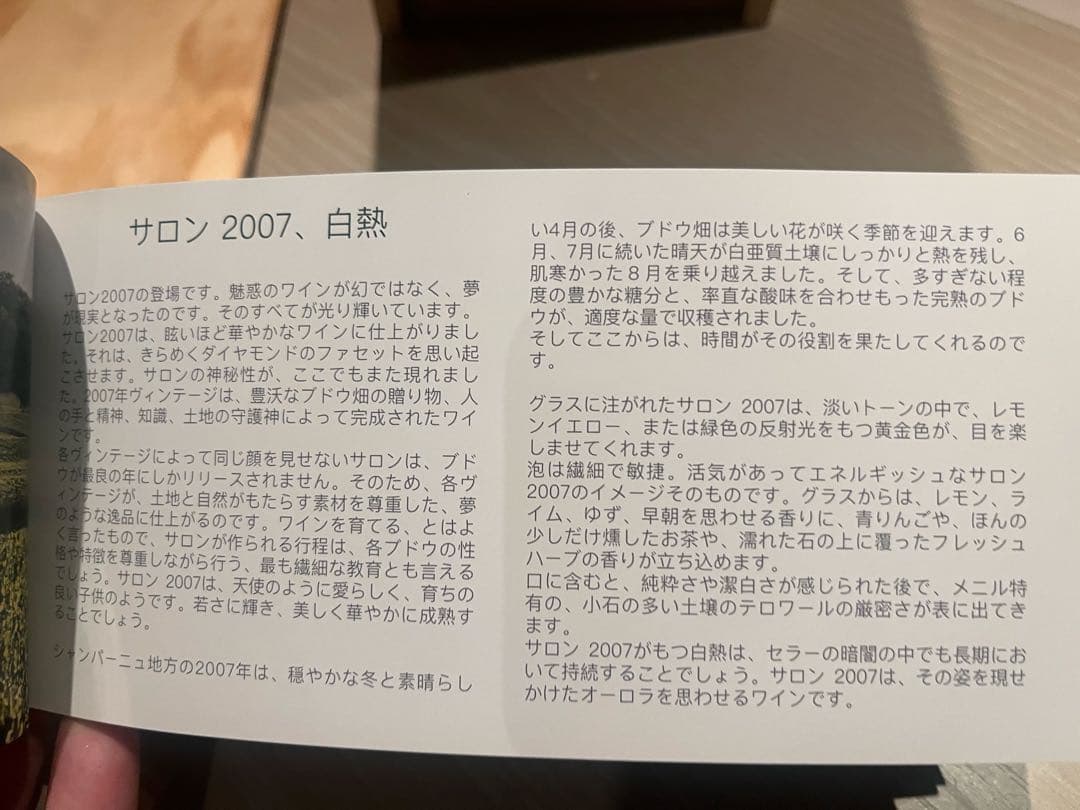 サロン 2007、白熱
サロン2007の登場です。魅惑のワインが幻ではなく、夢
が現実となったのです。そのすべてが光り輝いています。
サロン2007は、眩いほど華やかなワインに仕上がりまし
た。それは、きらめくダイヤモンドのファセットを思い起
こさせます。サロンの神秘性が、ここでもまた現れまし
た。2007年ヴィンテージは、豊沃なブドウ畑の贈り物、人
の手と精神、知識、土地の守護神によって完成されたワイ
ンです。
各ヴィンテージによって同じ顔を見せないサロンは、ブド
ウが最良の年にしかリリースされません。そのため、各ヴ
ィンテージが、土地と自然がもたらす素材を尊重した、夢
のような逸品に仕上がるのです。ワインを育てる、とはよ
く言ったもので、サロンが作られる行程は、各ブドウの性
格や特徴を尊重しながら行う、最も繊細な教育とも言える
でしょう。サロン 2007は、天使のように愛らしく、育ちの
良い子供のようです。若さに輝き、美しく華やかに成熟す
ることでしょう。
シャンパーニュ地方の2007年は、穏やかな冬と素晴らし
い4月の後、ブドウ畑は美しい花が咲く季節を迎えます。6
月、7月に続いた晴天が白亜質土壌にしっかりと熱を残し、
肌寒かった８月を乗り越えました。そして、多すぎない程
度の豊かな糖分と、率直な酸味を合わせもった完熟のブド
ウが、適度な量で収穫されました。
そしてここからは、時間がその役割を果たしてくれるので
す。
グラスに注がれたサロン 2007は、淡いトーンの中で、レモ
ンイエロー、または緑色の反射光をもつ黄金色が、目を楽
しませてくれます。
泡は繊細で敏捷。活気があってエネルギッシュなサロン
2007のイメージそのものです。グラスからは、レモン、ラ
イム、ゆず、早朝を思わせる香りに、青りんごや、ほんの
少しだけ燻したお茶や、濡れた石の上に覆ったフレッシュ
ハーブの香りが立ち込めます。
口に含むと、純粋さや潔白さが感じられた後で、メニル特
有の、小石の多い土壌のテロワールの厳密さが表に出てき
ます。
サロン 2007がもつ白熱は、セラーの暗闇の中でも長期にお
いて持続することでしょう。サロン 2007は、その姿を現せ
かけたオーロラを思わせるワインです。